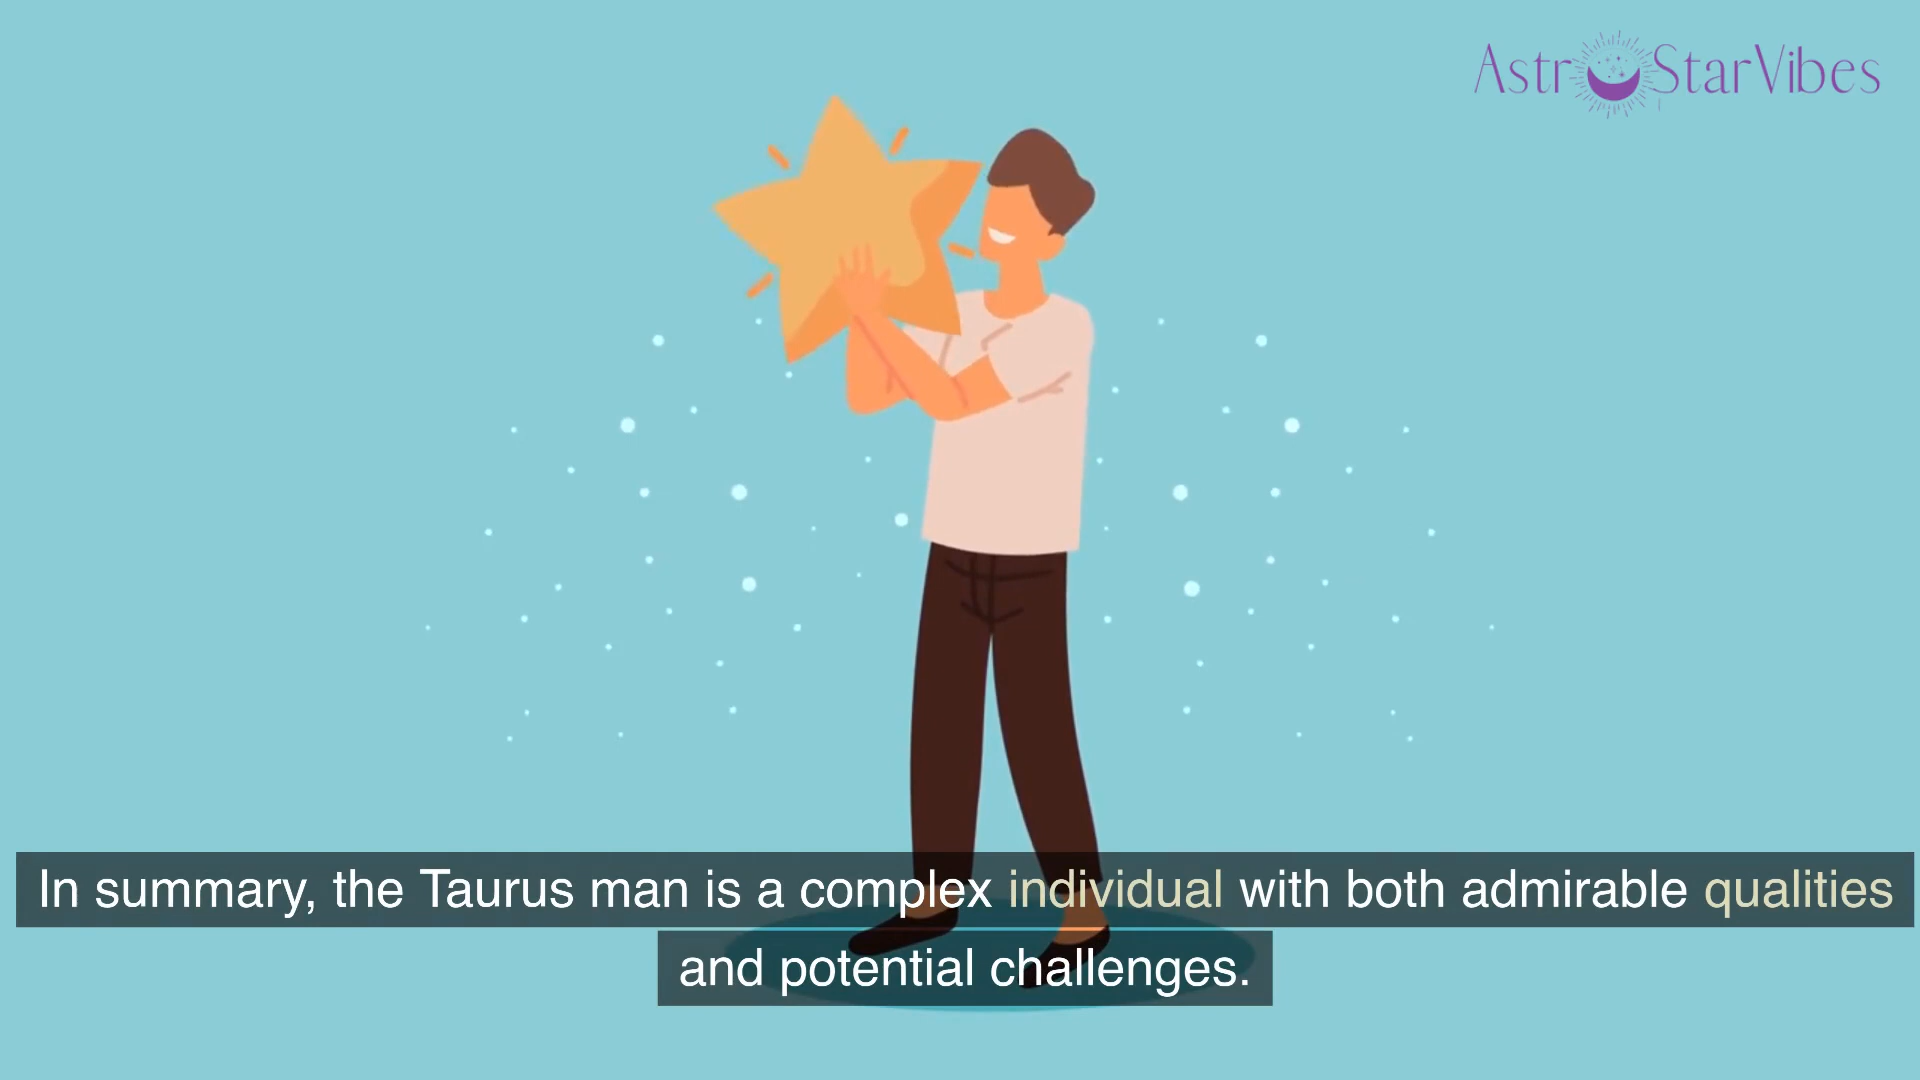 AstroStarVibes
In summary, the Taurus man is a complex individual with both admirable qualities
and potential challenges.